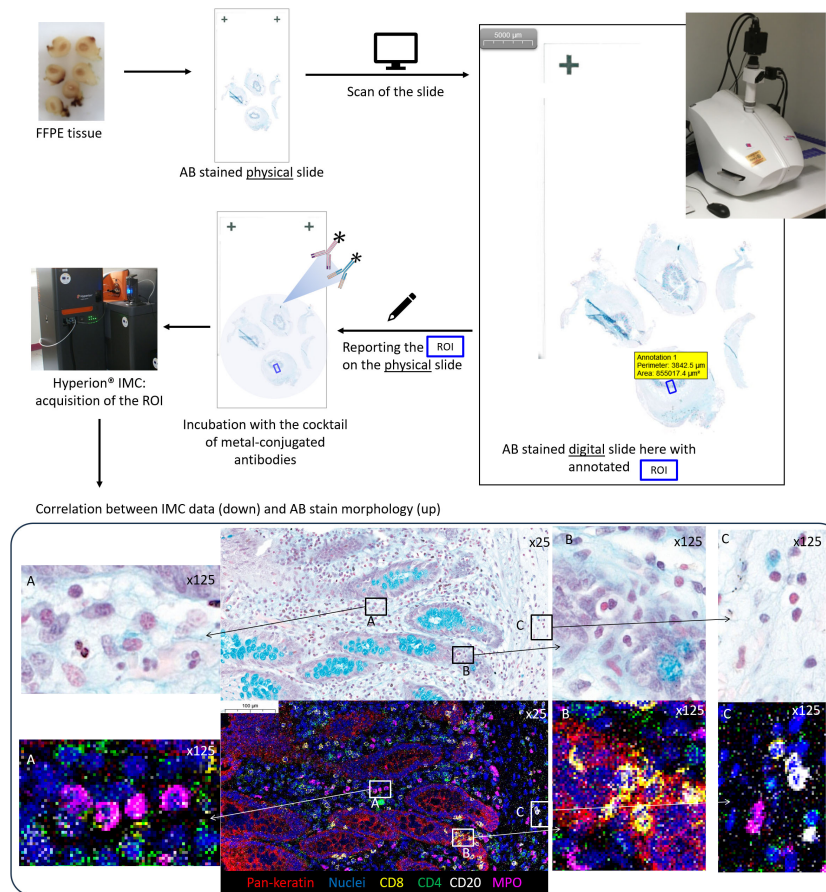 5000 µm
FFPE tissue
AB stained physical slide
Scan of the slide
Annotation 1
Perimeter: 3842.5 µm
Area: 855017.4 µm²
AB stained digital slide here with
annotated ROI
Reporting the ROI
on the physical slide
* *
Incubation with the cocktail
of metal-conjugated
antibodies
Hyperion® IMC:
acquisition of the ROI
Correlation between IMC data (down) and AB stain morphology (up)
A x125
x25
A
B
C
B x125
C x125
100 µm
A x125
x25
A
B
C
B x125
C x125
Pan-keratin Nuclei CD8 CD4 CD20 MPO